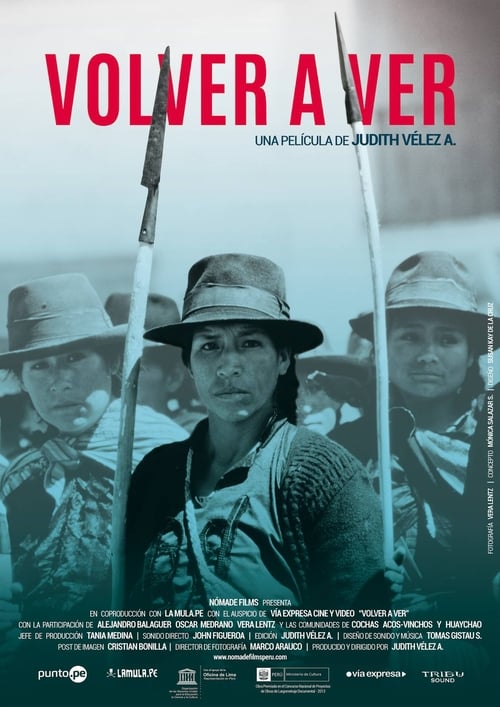 VOLVER A VER
UNA PELÍCULA DE JUDITH VÉLEZ A.
FOTOGRAFÍA: VERA LENTZ | CONCEPTO: MÓNICA SALAZAR S. | DISEÑO: SUSAN KAY DE LA CRUZ
NÓMADE FILMS PRESENTA
EN COPRODUCCIÓN CON LA MULA.PE CON EL AUSPICIO DE VÍA EXPRESA CINE Y VIDEO "VOLVER A VER"
CON LA PARTICIPACIÓN DE ALEJANDRO BALAGUER OSCAR MEDRANO VERA LENTZ Y LAS COMUNIDADES DE COCHAS ACOS-VINCHOS Y HUAYCHAO
JEFE DE PRODUCCIÓN TANIA MEDINA | SONIDO DIRECTO JOHN FIGUEROA | EDICIÓN JUDITH VÉLEZ A. | DISEÑO DE SONIDO Y MÚSICA TOMAS GISTAU S.
POST DE IMAGEN CRISTIAN BONILLA | DIRECTOR DE FOTOGRAFÍA MARCO ARAUCO | PRODUCIDO Y DIRIGIDO POR JUDITH VÉLEZ A.
www.nomadefilmsperu.com
punto.pe
LAMULA.PE
Oficina de Lima
PERÚ Ministerio de Cultura
vía expresa
TRIBU
SOUND